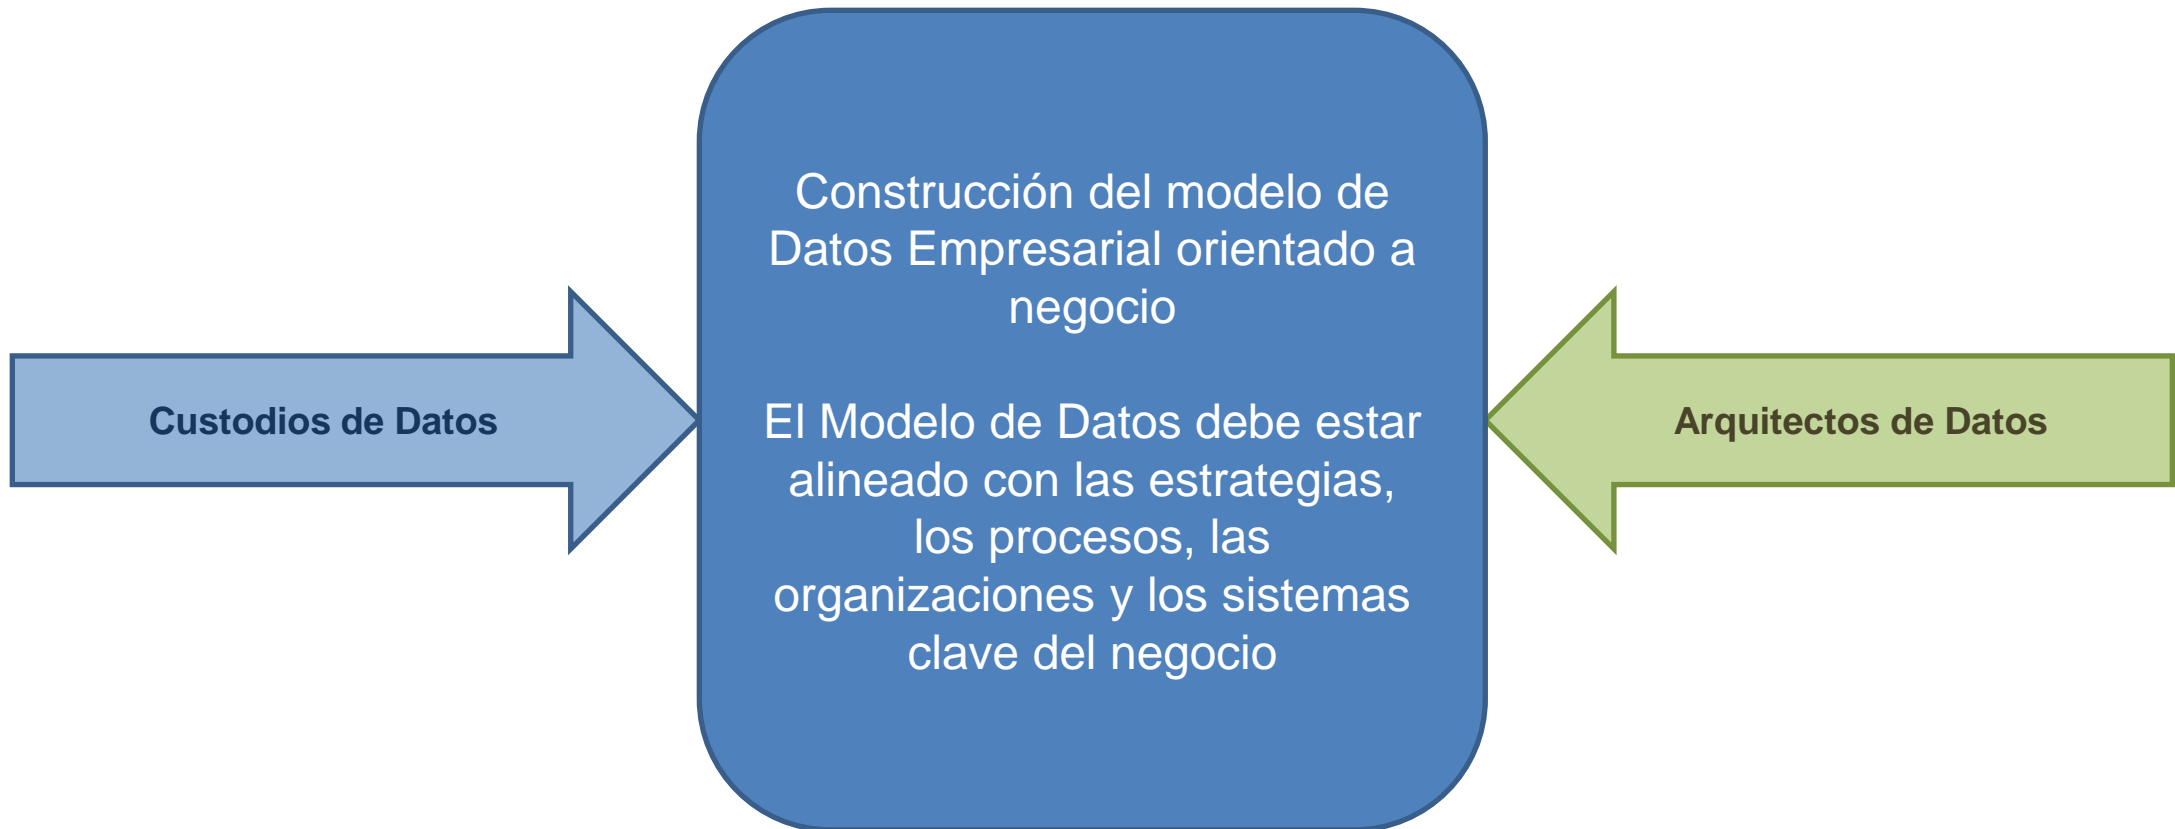 Custodios de Datos
Construcción del modelo de
Datos Empresarial orientado a
negocio
El Modelo de Datos debe estar
alineado con las estrategias,
los procesos, las
organizaciones y los sistemas
clave del negocio
Arquitectos de Datos